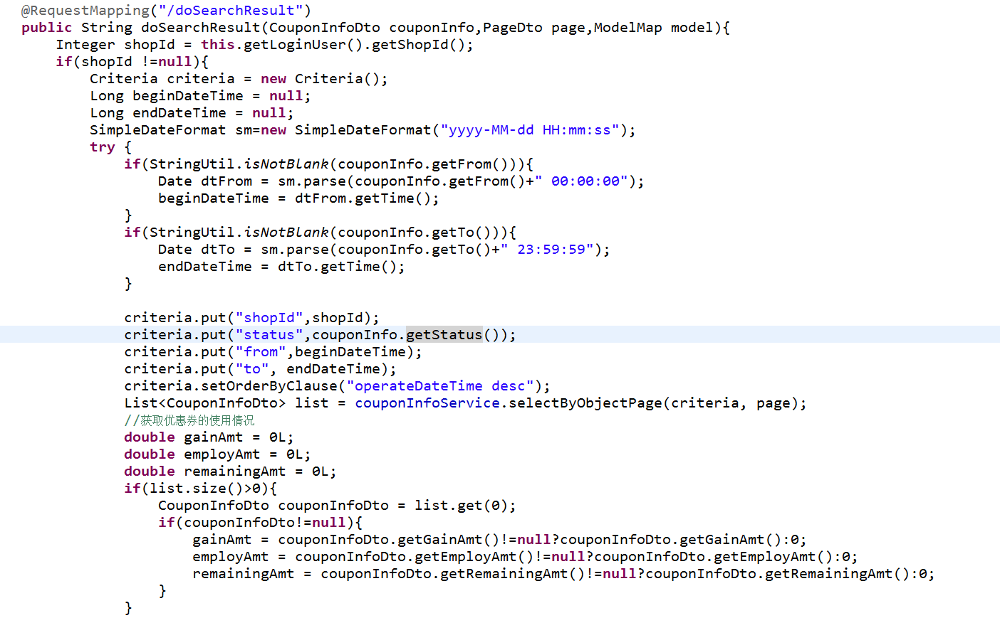 @RequestMapping("/doSearchResult")
public String doSearchResult(CouponInfoDto couponInfo,PageDto page,ModelMap model){
    Integer shopId = this.getLoginUser().getShopId();
    if(shopId !=null){
        Criteria criteria = new Criteria();
        Long beginDateTime = null;
        Long endDateTime = null;
        SimpleDateFormat sm=new SimpleDateFormat("yyyy-MM-dd HH:mm:ss");
        try {
            if(StringUtil.isNotBlank(couponInfo.getFrom())){
                Date dtFrom = sm.parse(couponInfo.getFrom()+" 00:00:00");
                beginDateTime = dtFrom.getTime();
            }
            if(StringUtil.isNotBlank(couponInfo.getTo())){
                Date dtTo = sm.parse(couponInfo.getTo()+" 23:59:59");
                endDateTime = dtTo.getTime();
            }
            criteria.put("shopId",shopId);
            criteria.put("status",couponInfo.getStatus());
            criteria.put("from",beginDateTime);
            criteria.put("to", endDateTime);
            criteria.setOrderByClause("operateDateTime desc");
            List<CouponInfoDto> list = couponInfoService.selectByObjectPage(criteria, page);
            //获取优惠券的使用情况
            double gainAmt = 0L;
            double employAmt = 0L;
            double remainingAmt = 0L;
            if(list.size()>0){
                CouponInfoDto couponInfoDto = list.get(0);
                if(couponInfoDto!=null){
                    gainAmt = couponInfoDto.getGainAmt()!=null?couponInfoDto.getGainAmt():0;
                    employAmt = couponInfoDto.getEmployAmt()!=null?couponInfoDto.getEmployAmt():0;
                    remainingAmt = couponInfoDto.getRemainingAmt()!=null?couponInfoDto.getRemainingAmt():0;
                }
            }